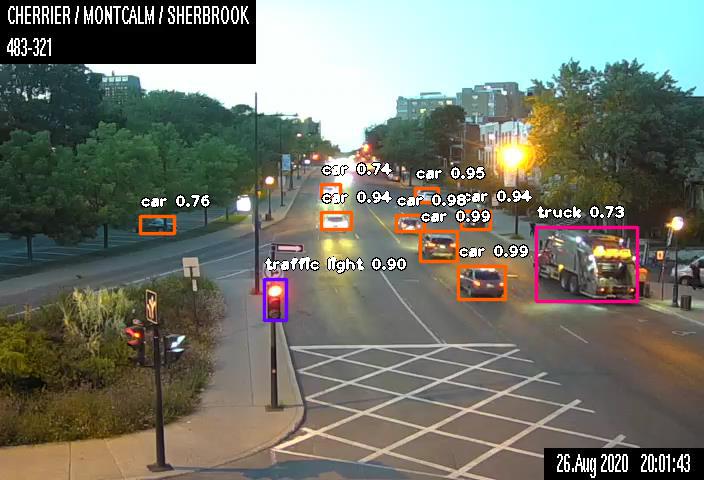 CHERRIER / MONTCALM / SHERBROOK
483-321
car 0.74
car 0.95
car 0.76
car 0.94
car 0.98
car 0.94
car 0.99
truck 0.73
car 0.99
traffic light 0.90
26.Aug 2020 20:01:43